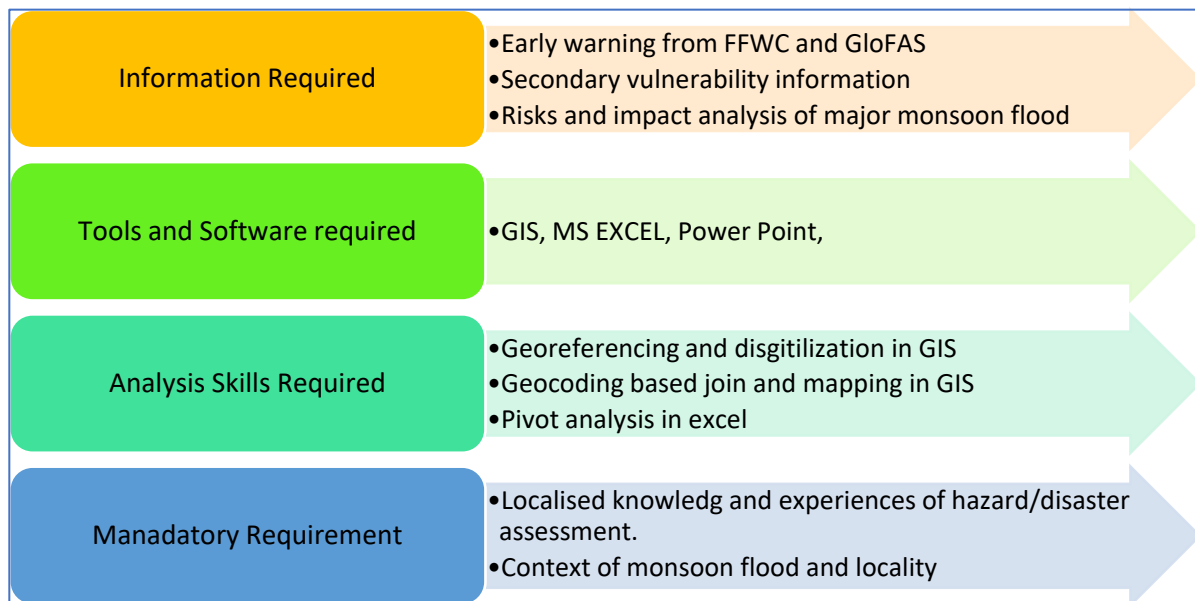 Information Required
•Early warning from FFWC and GloFAS
•Secondary vulnerability information
•Risks and impact analysis of major monsoon flood
Tools and Software required
•GIS, MS EXCEL, Power Point,
Analysis Skills Required
•Georeferencing and disgitilization in GIS
•Geocoding based join and mapping in GIS
•Pivot analysis in excel
Manadatory Requirement
•Localised knowledg and experiences of hazard/disaster
assessment.
•Context of monsoon flood and locality